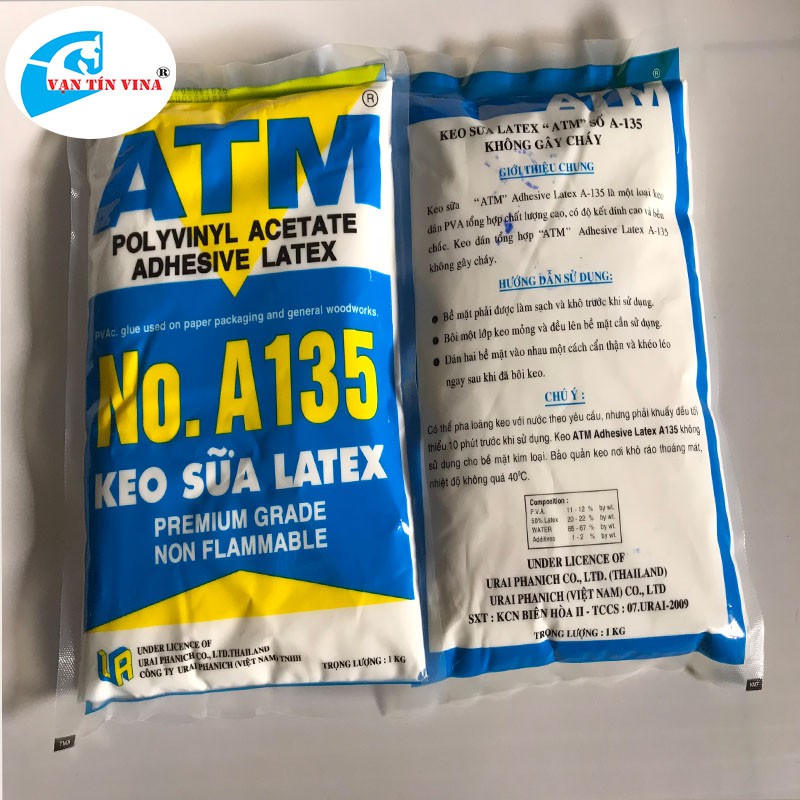 VẠN TÍN VINA ®
ATM ®
POLYVINYL ACETATE
ADHESIVE LATEX
PVAc. glue used on paper packaging and general woodworks.
No. A135
KEO SỮA LATEX
PREMIUM GRADE
NON FLAMMABLE
UA
UNDER LICENCE OF
URAI PHANICH CO., LTD.THAILAND
CÔNG TY URAI PHANICH (VIỆT NAM) TNHH
TRỌNG LƯỢNG : 1 KG
ATM ®
KEO SỮA LATEX "ATM" SỐ A-135
KHÔNG GÂY CHÁY
GIỚI THIỆU CHUNG
Keo sữa "ATM" Adhesive Latex A-135 là một loại keo
dán PVA tổng hợp chất lượng cao, có độ kết dính cao và bền
chắc. Keo dán tổng hợp "ATM" Adhesive Latex A-135
không gây cháy.
HƯỚNG DẪN SỬ DỤNG:
• Bề mặt phải được làm sạch và khô trước khi sử dụng.
• Bôi một lớp keo mỏng và đều lên bề mặt cần sử dụng.
• Dán hai bề mặt vào nhau một cách cẩn thận và khéo léo
ngay sau khi đã bôi keo.
CHÚ Ý :
Có thể pha loãng keo với nước theo yêu cầu, nhưng phải khuấy đều tối
thiểu 10 phút trước khi sử dụng. Keo ATM Adhesive Latex A135 không
sử dụng cho bề mặt kim loại. Bảo quản keo nơi khô ráo thoáng mát,
nhiệt độ không quá 40°C.
Composition :
P.V.A. 11 - 12 % by wt.
50% Latex 20 - 22 % by wt.
WATER 65 - 67 % by wt.
Additives 1 - 2 % by wt.
UNDER LICENCE OF
URAI PHANICH CO., LTD. (THAILAND)
URAI PHANICH (VIỆT NAM) CO., LTD
SXT : KCN BIÊN HÒA II - TCCS : 07.URAI-2009
TRỌNG LƯỢNG : 1 KG